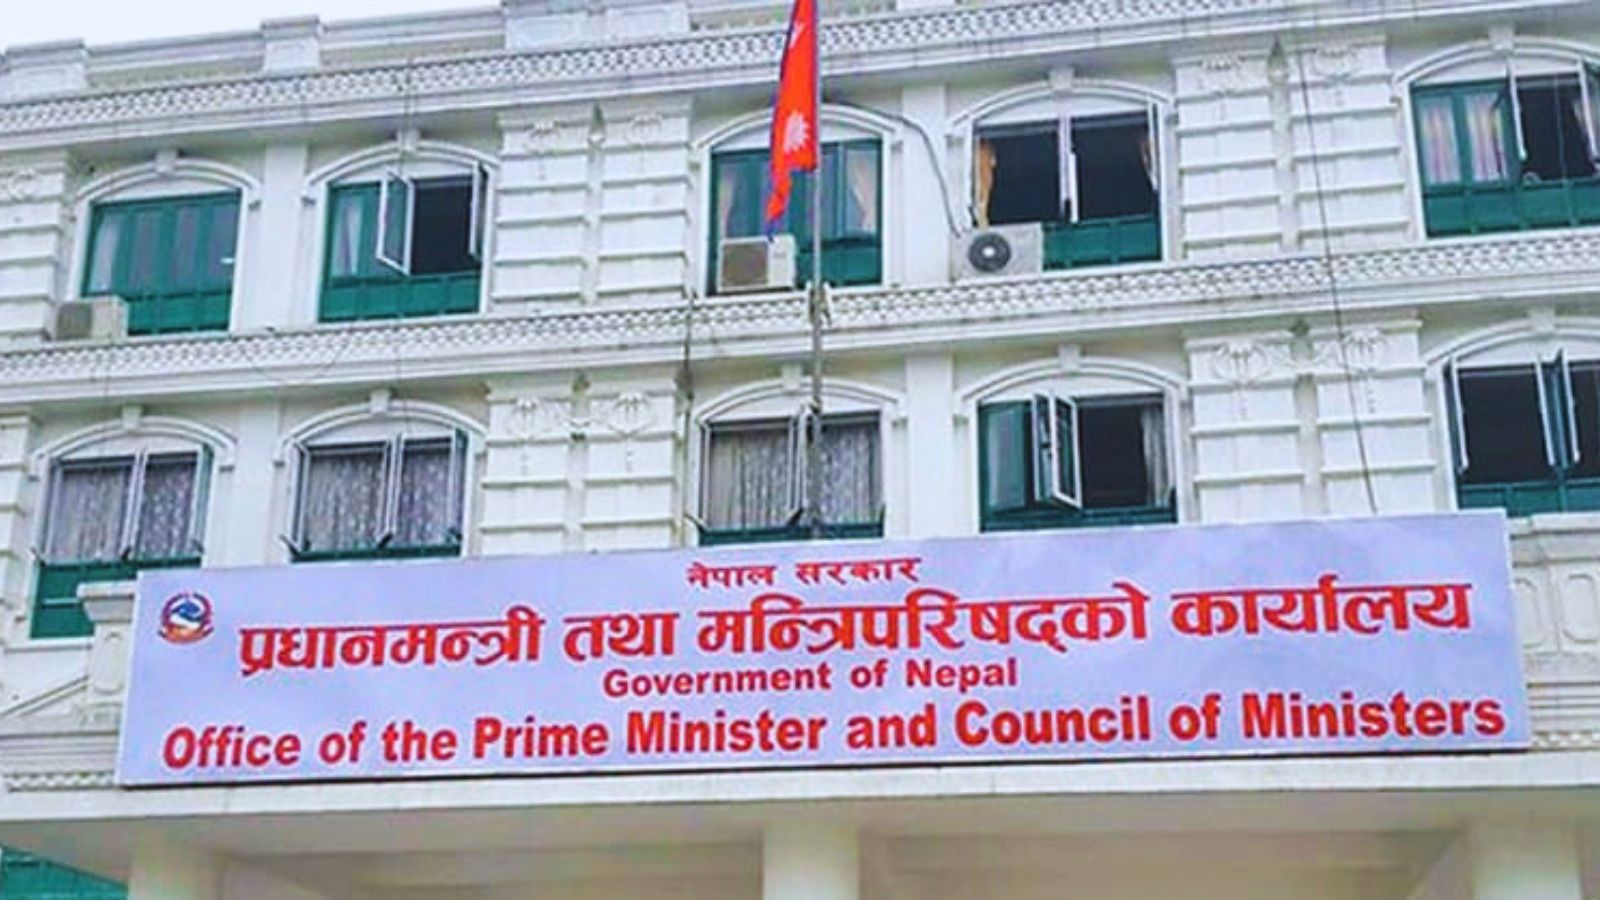 नेपाल सरकार
प्रधानमन्त्री तथा मन्त्रिपरिषद्को कार्यालय
Government of Nepal
Office of the Prime Minister and Council of Ministers